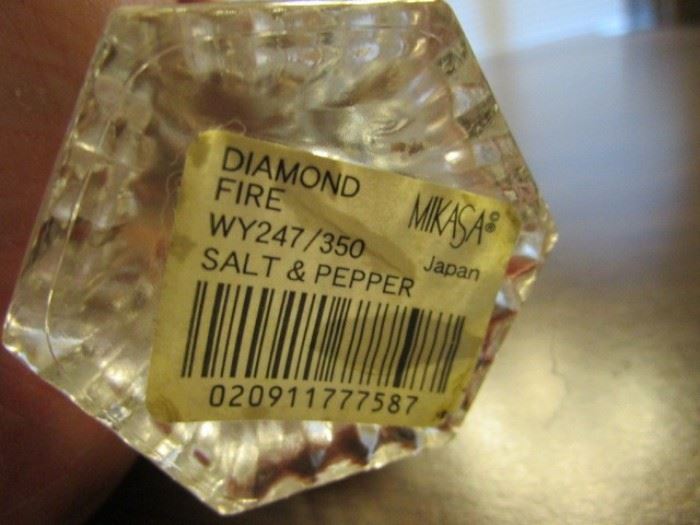 DIAMOND
FIRE
MIKASA®
WY247/350
Japan
SALT & PEPPER
020911777587